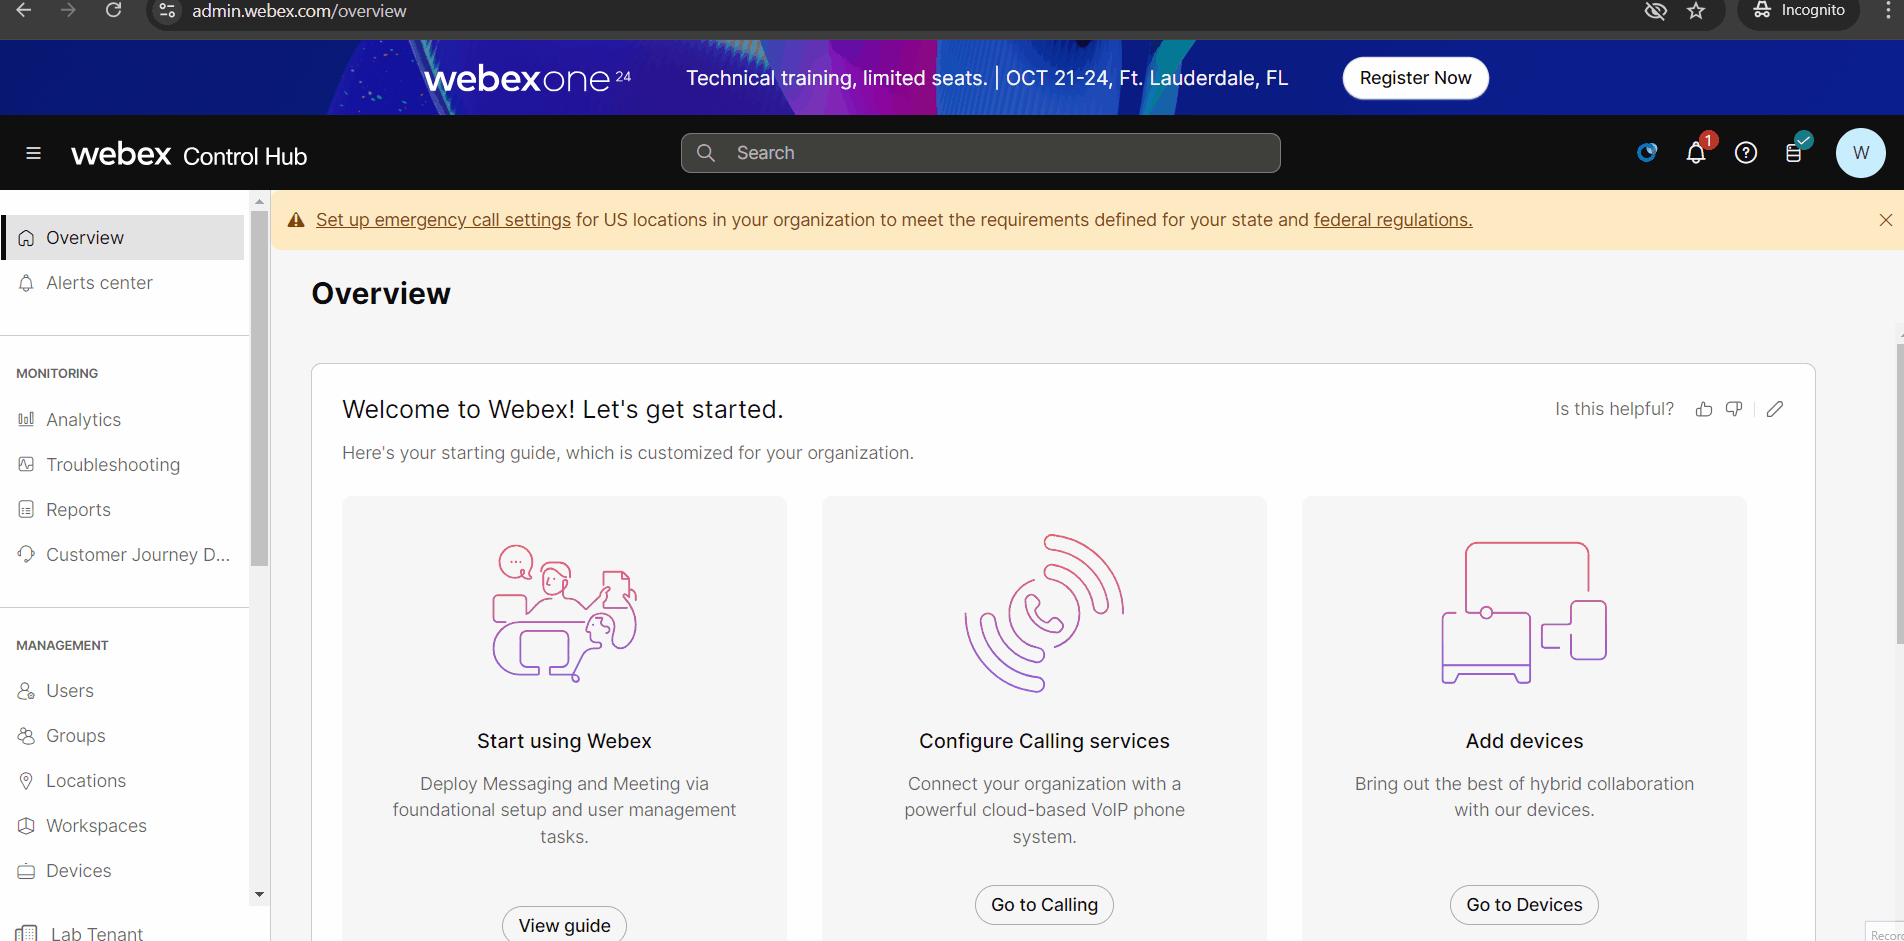 admin.webex.com/overview
Incognito
webexone 24
Technical training, limited seats. | OCT 21-24, Ft. Lauderdale, FL
Register Now
webex Control Hub
Search
1
W
Set up emergency call settings for US locations in your organization to meet the requirements defined for your state and federal regulations.
Overview
Alerts center
MONITORING
Analytics
Troubleshooting
Reports
Customer Journey D...
MANAGEMENT
Users
Groups
Locations
Workspaces
Devices
Lab Tenant
Overview
Welcome to Webex! Let's get started.
Is this helpful?
Here's your starting guide, which is customized for your organization.
Start using Webex
Deploy Messaging and Meeting via
foundational setup and user management
tasks.
View guide
Configure Calling services
Connect your organization with a
powerful cloud-based VoIP phone
system.
Go to Calling
Add devices
Bring out the best of hybrid collaboration
with our devices.
Go to Devices